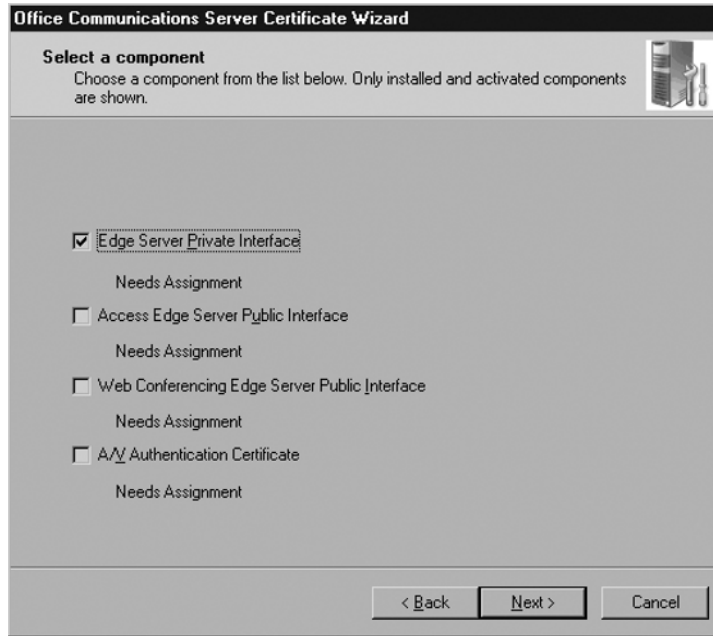 Office Communications Server Certificate Wizard
Select a component
Choose a component from the list below. Only installed and activated components
are shown.
Edge Server Private Interface
Needs Assignment
Access Edge Server Public Interface
Needs Assignment
Web Conferencing Edge Server Public Interface
Needs Assignment
A/V Authentication Certificate
Needs Assignment
< Back Next > Cancel